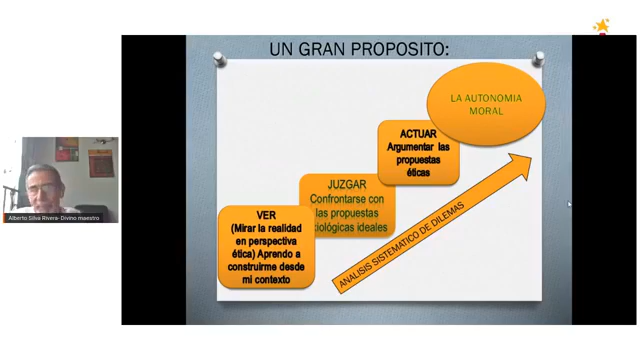 UN GRAN PROPOSITO:
LA AUTONOMIA
MORAL
ACTUAR
Argumentar las
propuestas
éticas
JUZGAR
Confrontarse con
las propuestas
iológicas ideales
VER
(Mirar la realidad
en perspectiva
ética) Aprendo a
construirme desde
mi contexto
ANALISIS SISTEMATICO DE DILEMAS
Alberto Silva Rivera- Divino maestro